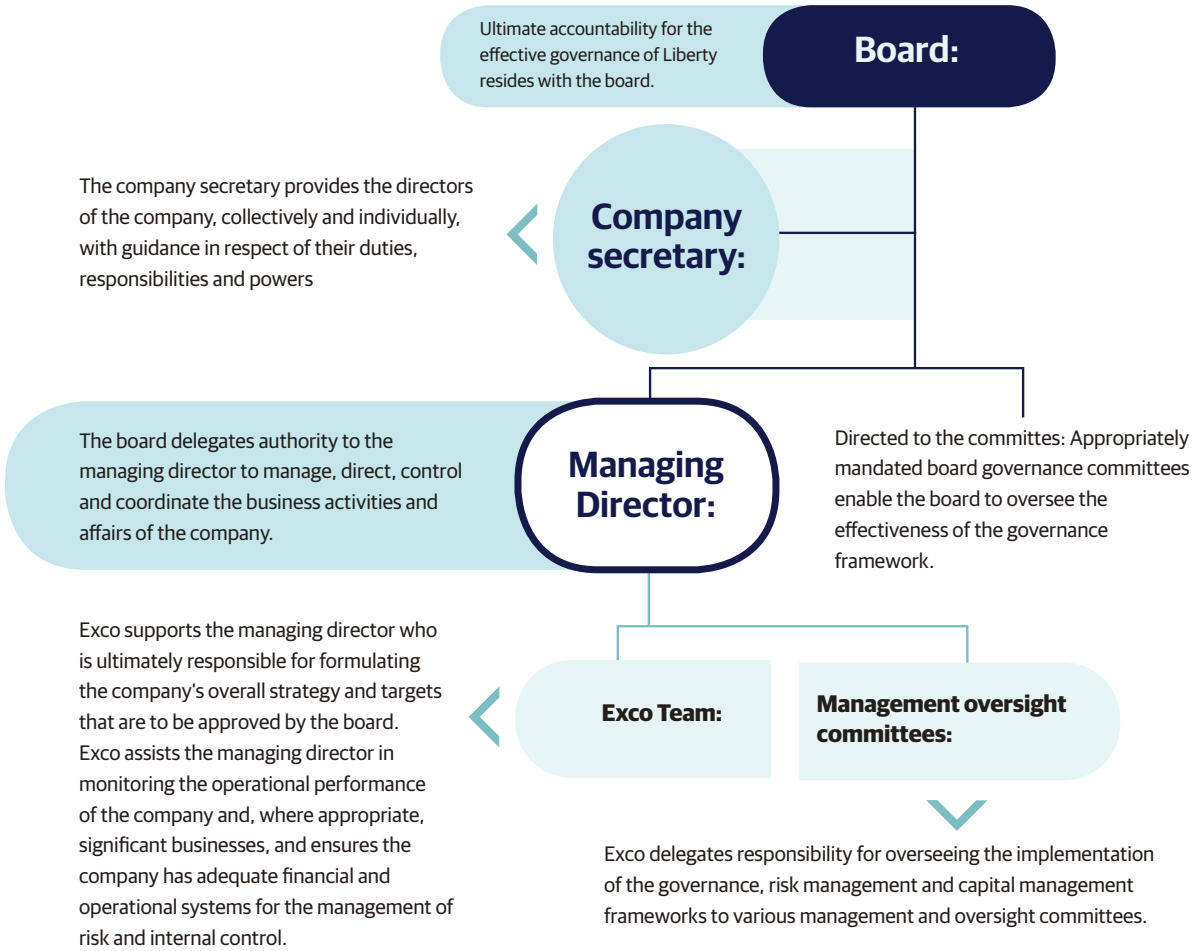 Ultimate accountability for the
effective governance of Liberty
resides with the board.
Board:
The company secretary provides the directors
of the company, collectively and individually,
with guidance in respect of their duties,
responsibilities and powers
Company
secretary:
The board delegates authority to the
managing director to manage, direct, control
and coordinate the business activities and
affairs of the company.
Managing
Director:
Directed to the committes: Appropriately
mandated board governance committees
enable the board to oversee the
effectiveness of the governance
framework.
Exco supports the managing director who
is ultimately responsible for formulating
the company's overall strategy and targets
that are to be approved by the board.
Exco assists the managing director in
monitoring the operational performance
of the company and, where appropriate,
significant businesses, and ensures the
company has adequate financial and
operational systems for the management of
risk and internal control.
Exco Team:
Management oversight
committees:
Exco delegates responsibility for overseeing the implementation
of the governance, risk management and capital management
frameworks to various management and oversight committees.